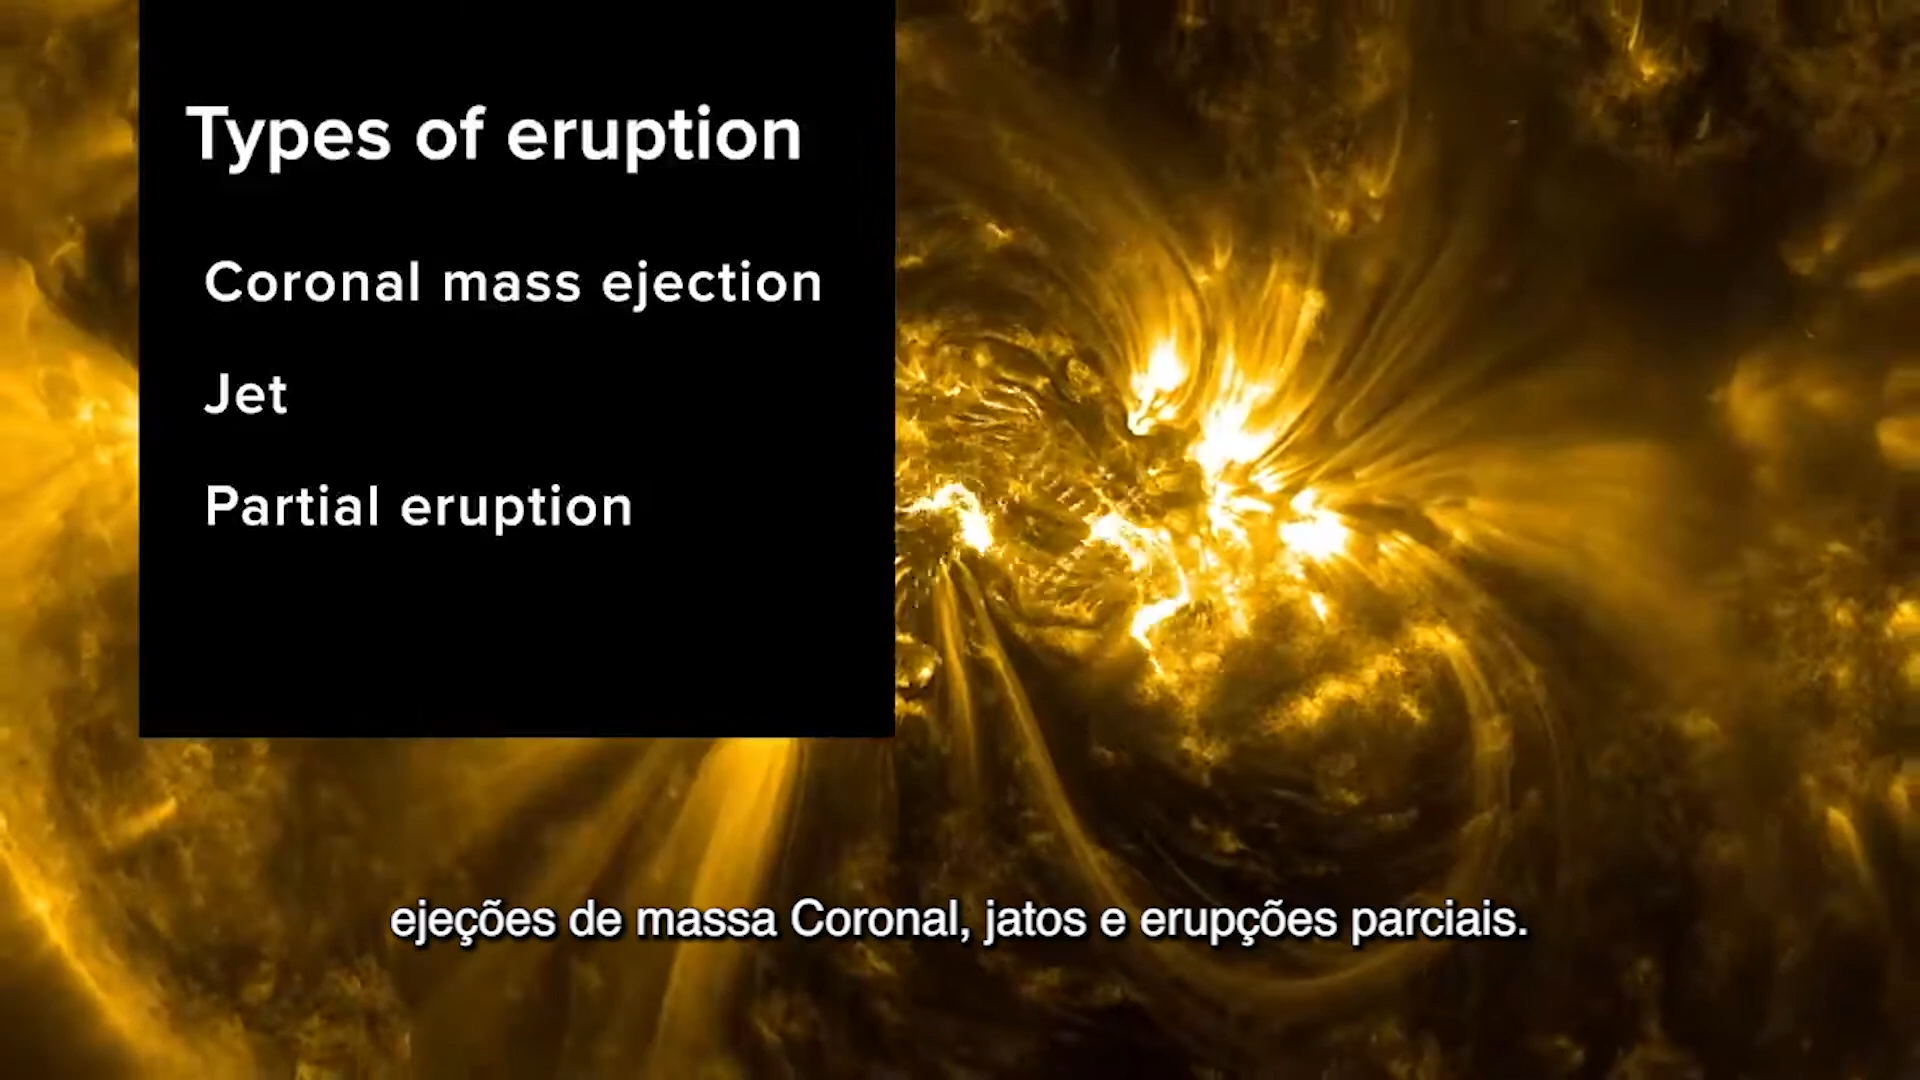 Types of eruption
Coronal mass ejection
Jet
Partial eruption
ejeções de massa Coronal, jatos e erupções parciais.